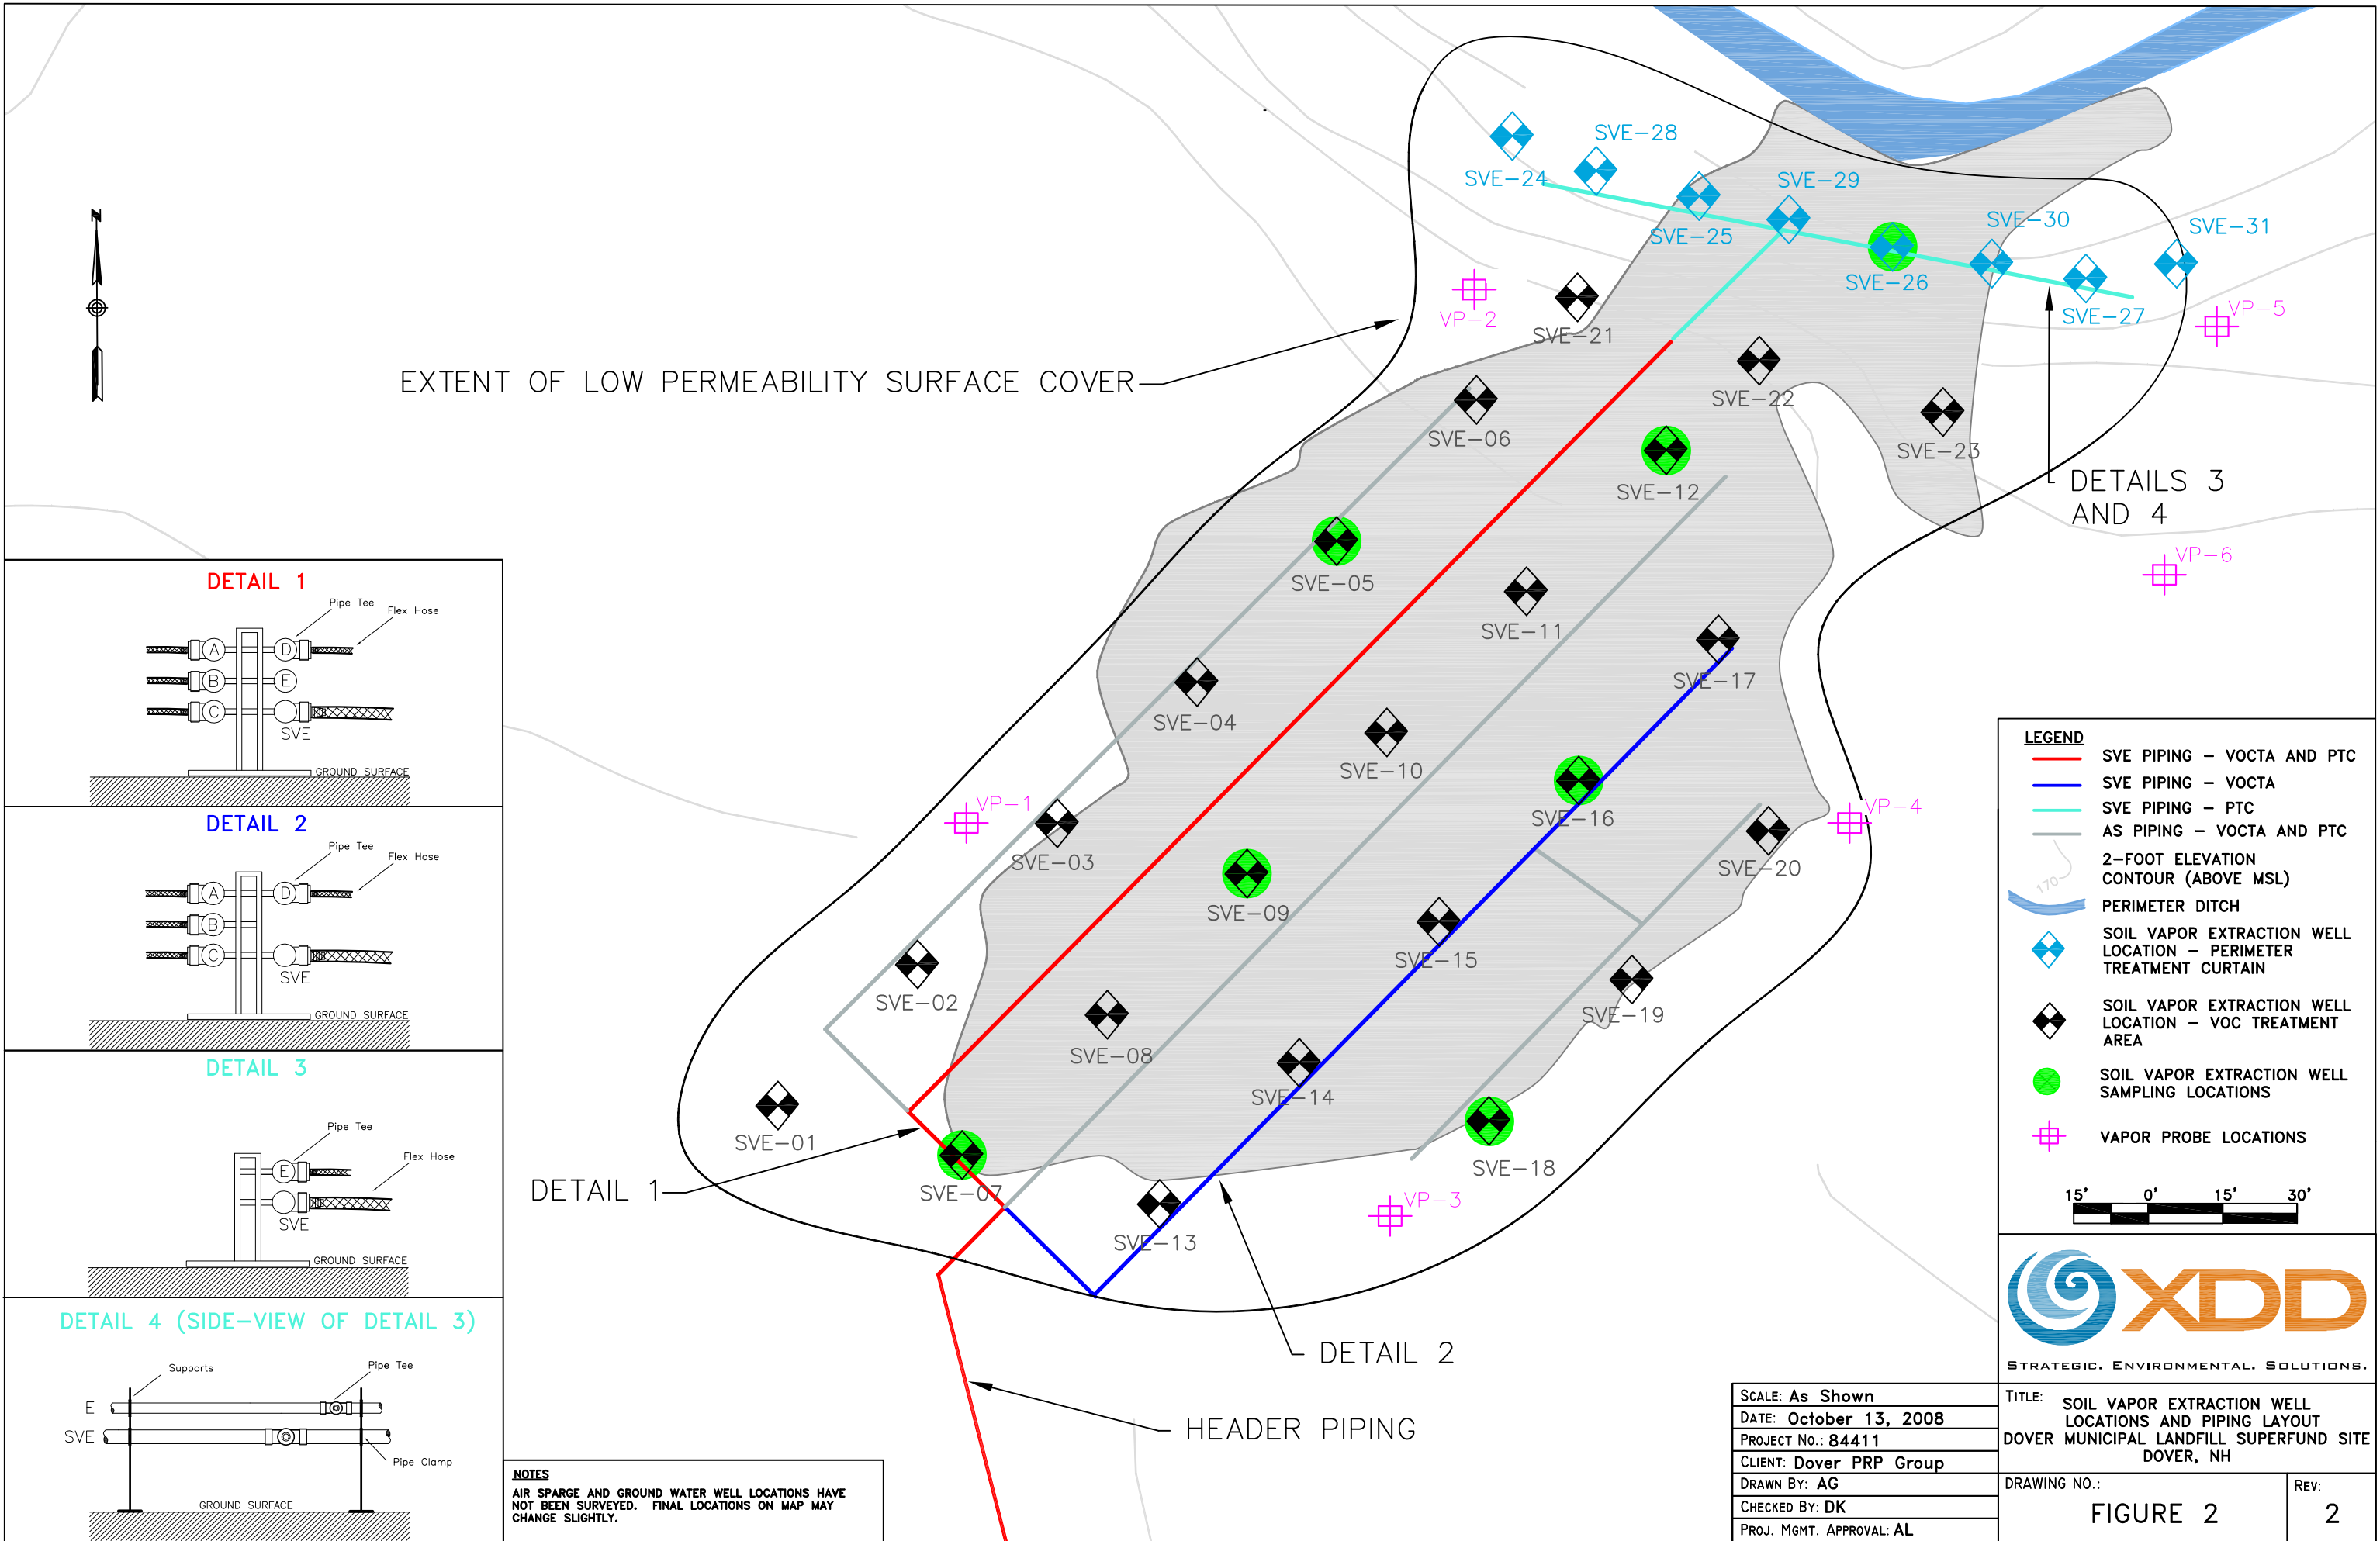 N
SVE-28
SVE-24
SVE-29
SVE-25
SVE-30
SVE-31
SVE-26
SVE-27
VP-2
VP-5
SVE-21
EXTENT OF LOW PERMEABILITY SURFACE COVER
SVE-22
SVE-06
SVE-23
SVE-12
DETAILS 3
AND 4
VP-6
SVE-05
SVE-11
SVE-17
SVE-04
SVE-10
VP-1
VP-4
SVE-16
SVE-03
SVE-20
SVE-09
SVE-15
SVE-02
SVE-19
SVE-08
SVE-14
SVE-01
SVE-18
DETAIL 1
SVE-07
VP-3
SVE-13
DETAIL 2
HEADER PIPING
DETAIL 1
Pipe Tee
Flex Hose
A
D
B
E
C
SVE
GROUND SURFACE
DETAIL 2
Pipe Tee
Flex Hose
A
D
B
C
SVE
GROUND SURFACE
DETAIL 3
Pipe Tee
E
Flex Hose
SVE
GROUND SURFACE
DETAIL 4 (SIDE-VIEW OF DETAIL 3)
Supports
Pipe Tee
E
SVE
Pipe Clamp
GROUND SURFACE
NOTES
AIR SPARGE AND GROUND WATER WELL LOCATIONS HAVE
NOT BEEN SURVEYED. FINAL LOCATIONS ON MAP MAY
CHANGE SLIGHTLY.
LEGEND
SVE PIPING - VOCTA AND PTC
SVE PIPING - VOCTA
SVE PIPING - PTC
AS PIPING - VOCTA AND PTC
170
2-FOOT ELEVATION
CONTOUR (ABOVE MSL)
PERIMETER DITCH
SOIL VAPOR EXTRACTION WELL
LOCATION - PERIMETER
TREATMENT CURTAIN
SOIL VAPOR EXTRACTION WELL
LOCATION - VOC TREATMENT
AREA
SOIL VAPOR EXTRACTION WELL
SAMPLING LOCATIONS
VAPOR PROBE LOCATIONS
15' 0' 15' 30'
XDD
STRATEGIC. ENVIRONMENTAL. SOLUTIONS.
SCALE: As Shown
DATE: October 13, 2008
PROJECT NO.: 84411
CLIENT: Dover PRP Group
DRAWN BY: AG
CHECKED BY: DK
PROJ. MGMT. APPROVAL: AL
TITLE: SOIL VAPOR EXTRACTION WELL
LOCATIONS AND PIPING LAYOUT
DOVER MUNICIPAL LANDFILL SUPERFUND SITE
DOVER, NH
DRAWING NO.:
FIGURE 2
REV:
2